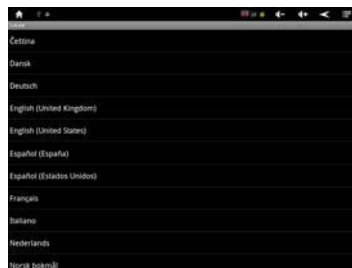 Čeština
Dansk
Deutsch
English (United Kingdom)
English (United States)
Español (España)
Español (Estados Unidos)
Français
Italiano
Nederlands
Norsk bokmål